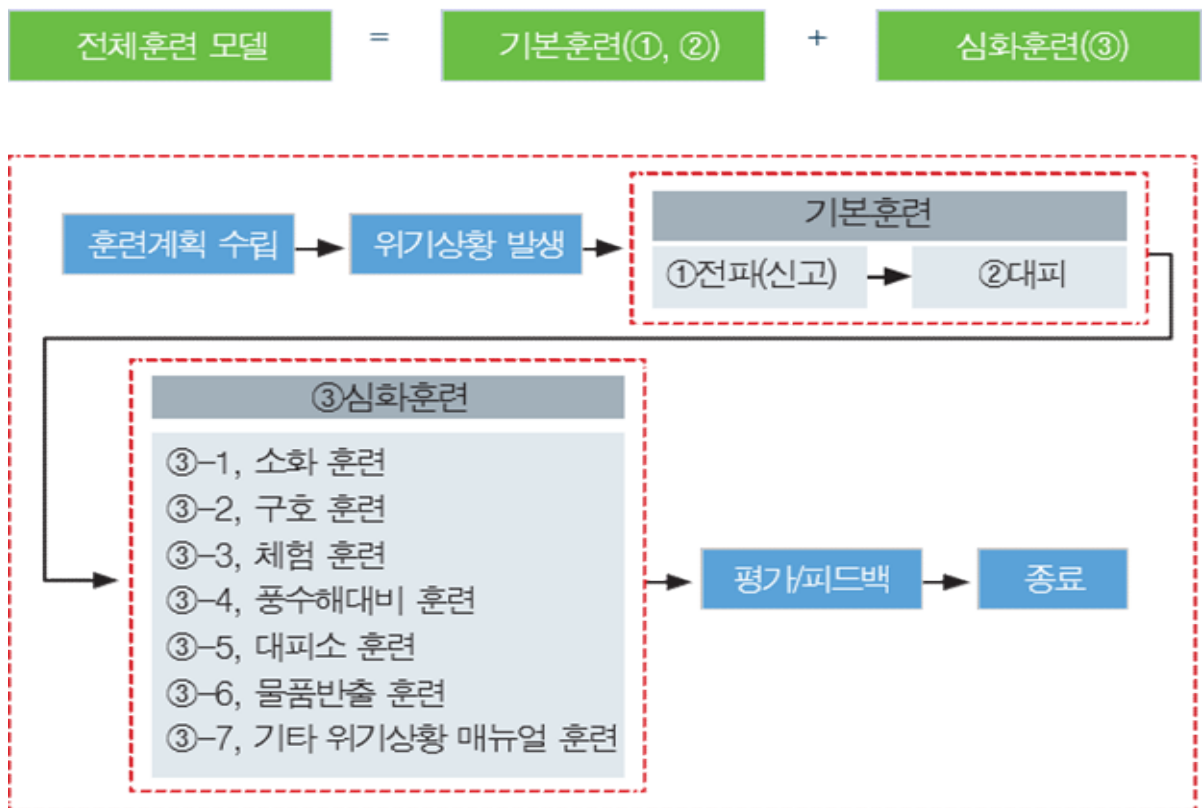 전체훈련 모델 = 기본훈련(①, ②) + 심화훈련(③)
기본훈련
훈련계획 수립
위기상황 발생
①전파(신고)
②대피
③심화훈련
③-1, 소화 훈련
③-2, 구호 훈련
③-3, 체험 훈련
③-4, 풍수해대비 훈련
③-5, 대피소 훈련
③-6, 물품반출 훈련
③-7, 기타 위기상황 매뉴얼 훈련
평가/피드백
종료